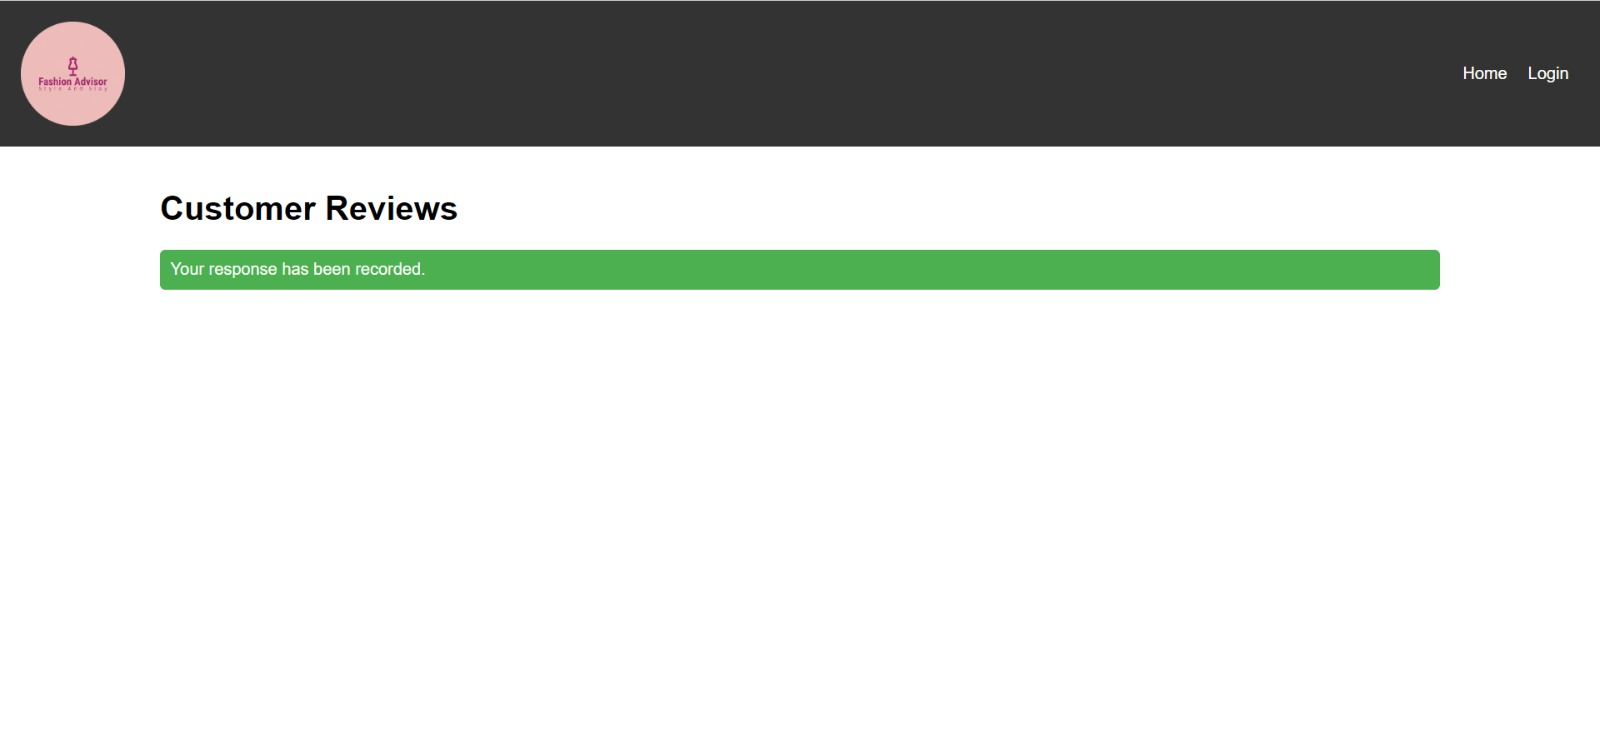 Fashion Advisor
Home Login
Customer Reviews
Your response has been recorded.